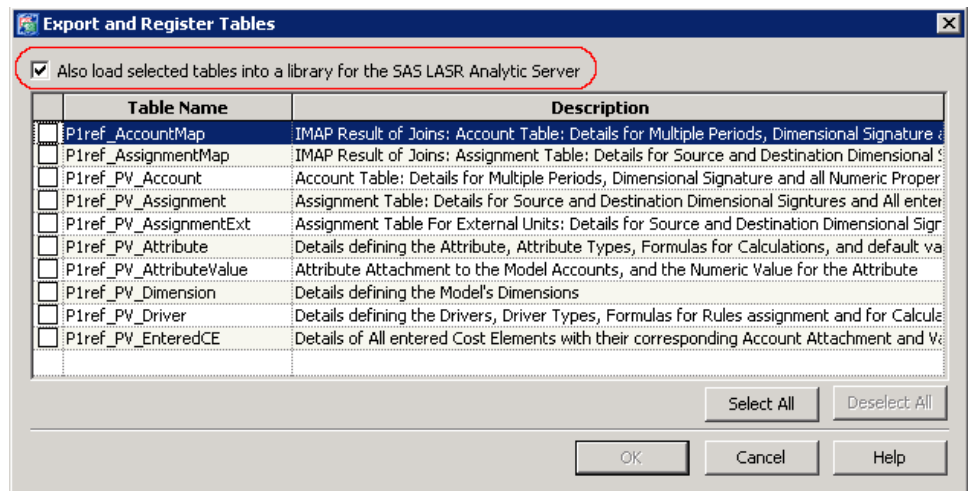 Export and Register Tables
Also load selected tables into a library for the SAS LASR Analytic Server
Table Name Description
P1ref_AccountMap IMAP Result of Joins: Account Table: Details for Multiple Periods, Dimensional Signature
P1ref_AssignmentMap IMAP Result of Joins: Assignment Table: Details for Source and Destination Dimensional
P1ref_PV_Account Account Table: Details for Multiple Periods, Dimensional Signature and all Numeric Proper
P1ref_PV_Assignment Assignment Table: Details for Source and Destination Dimensional Signtures and All enter
P1ref_PV_AssignmentExt Assignment Table For External Units: Details for Source and Destination Dimensional Sign
P1ref_PV_Attribute Details defining the Attribute, Attribute Types, Formulas for Calculations, and default va
P1ref_PV_AttributeValue Attribute Attachment to the Model Accounts, and the Numeric Value for the Attribute
P1ref_PV_Dimension Details defining the Model's Dimensions
P1ref_PV_Driver Details defining the Drivers, Driver Types, Formulas for Rules assignment and for Calcula
P1ref_PV_EnteredCE Details of All entered Cost Elements with their corresponding Account Attachment and Va
Select All Deselect All
OK Cancel Help